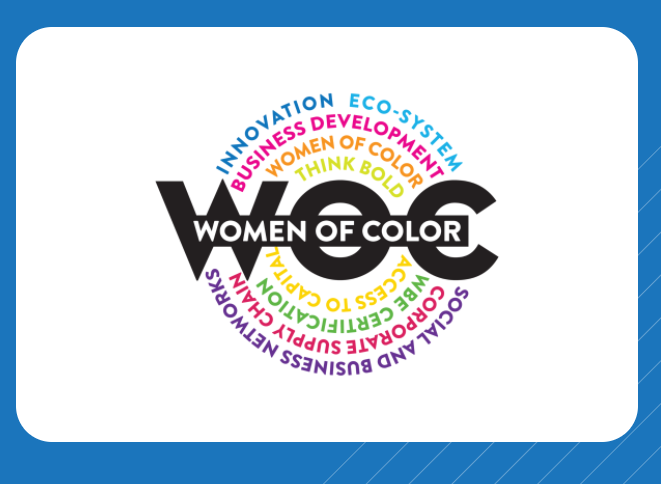 INNOVATION ECO-SYSTEM
BUSINESS DEVELOPMENT
WOMEN OF COLOR
THINK BOLD
WOC
WOMEN OF COLOR
ACCESS TO CAPITAL
WBE CERTIFICATION
CORPORATE SUPPLY CHAIN
SOCIAL AND BUSINESS NETWORKS